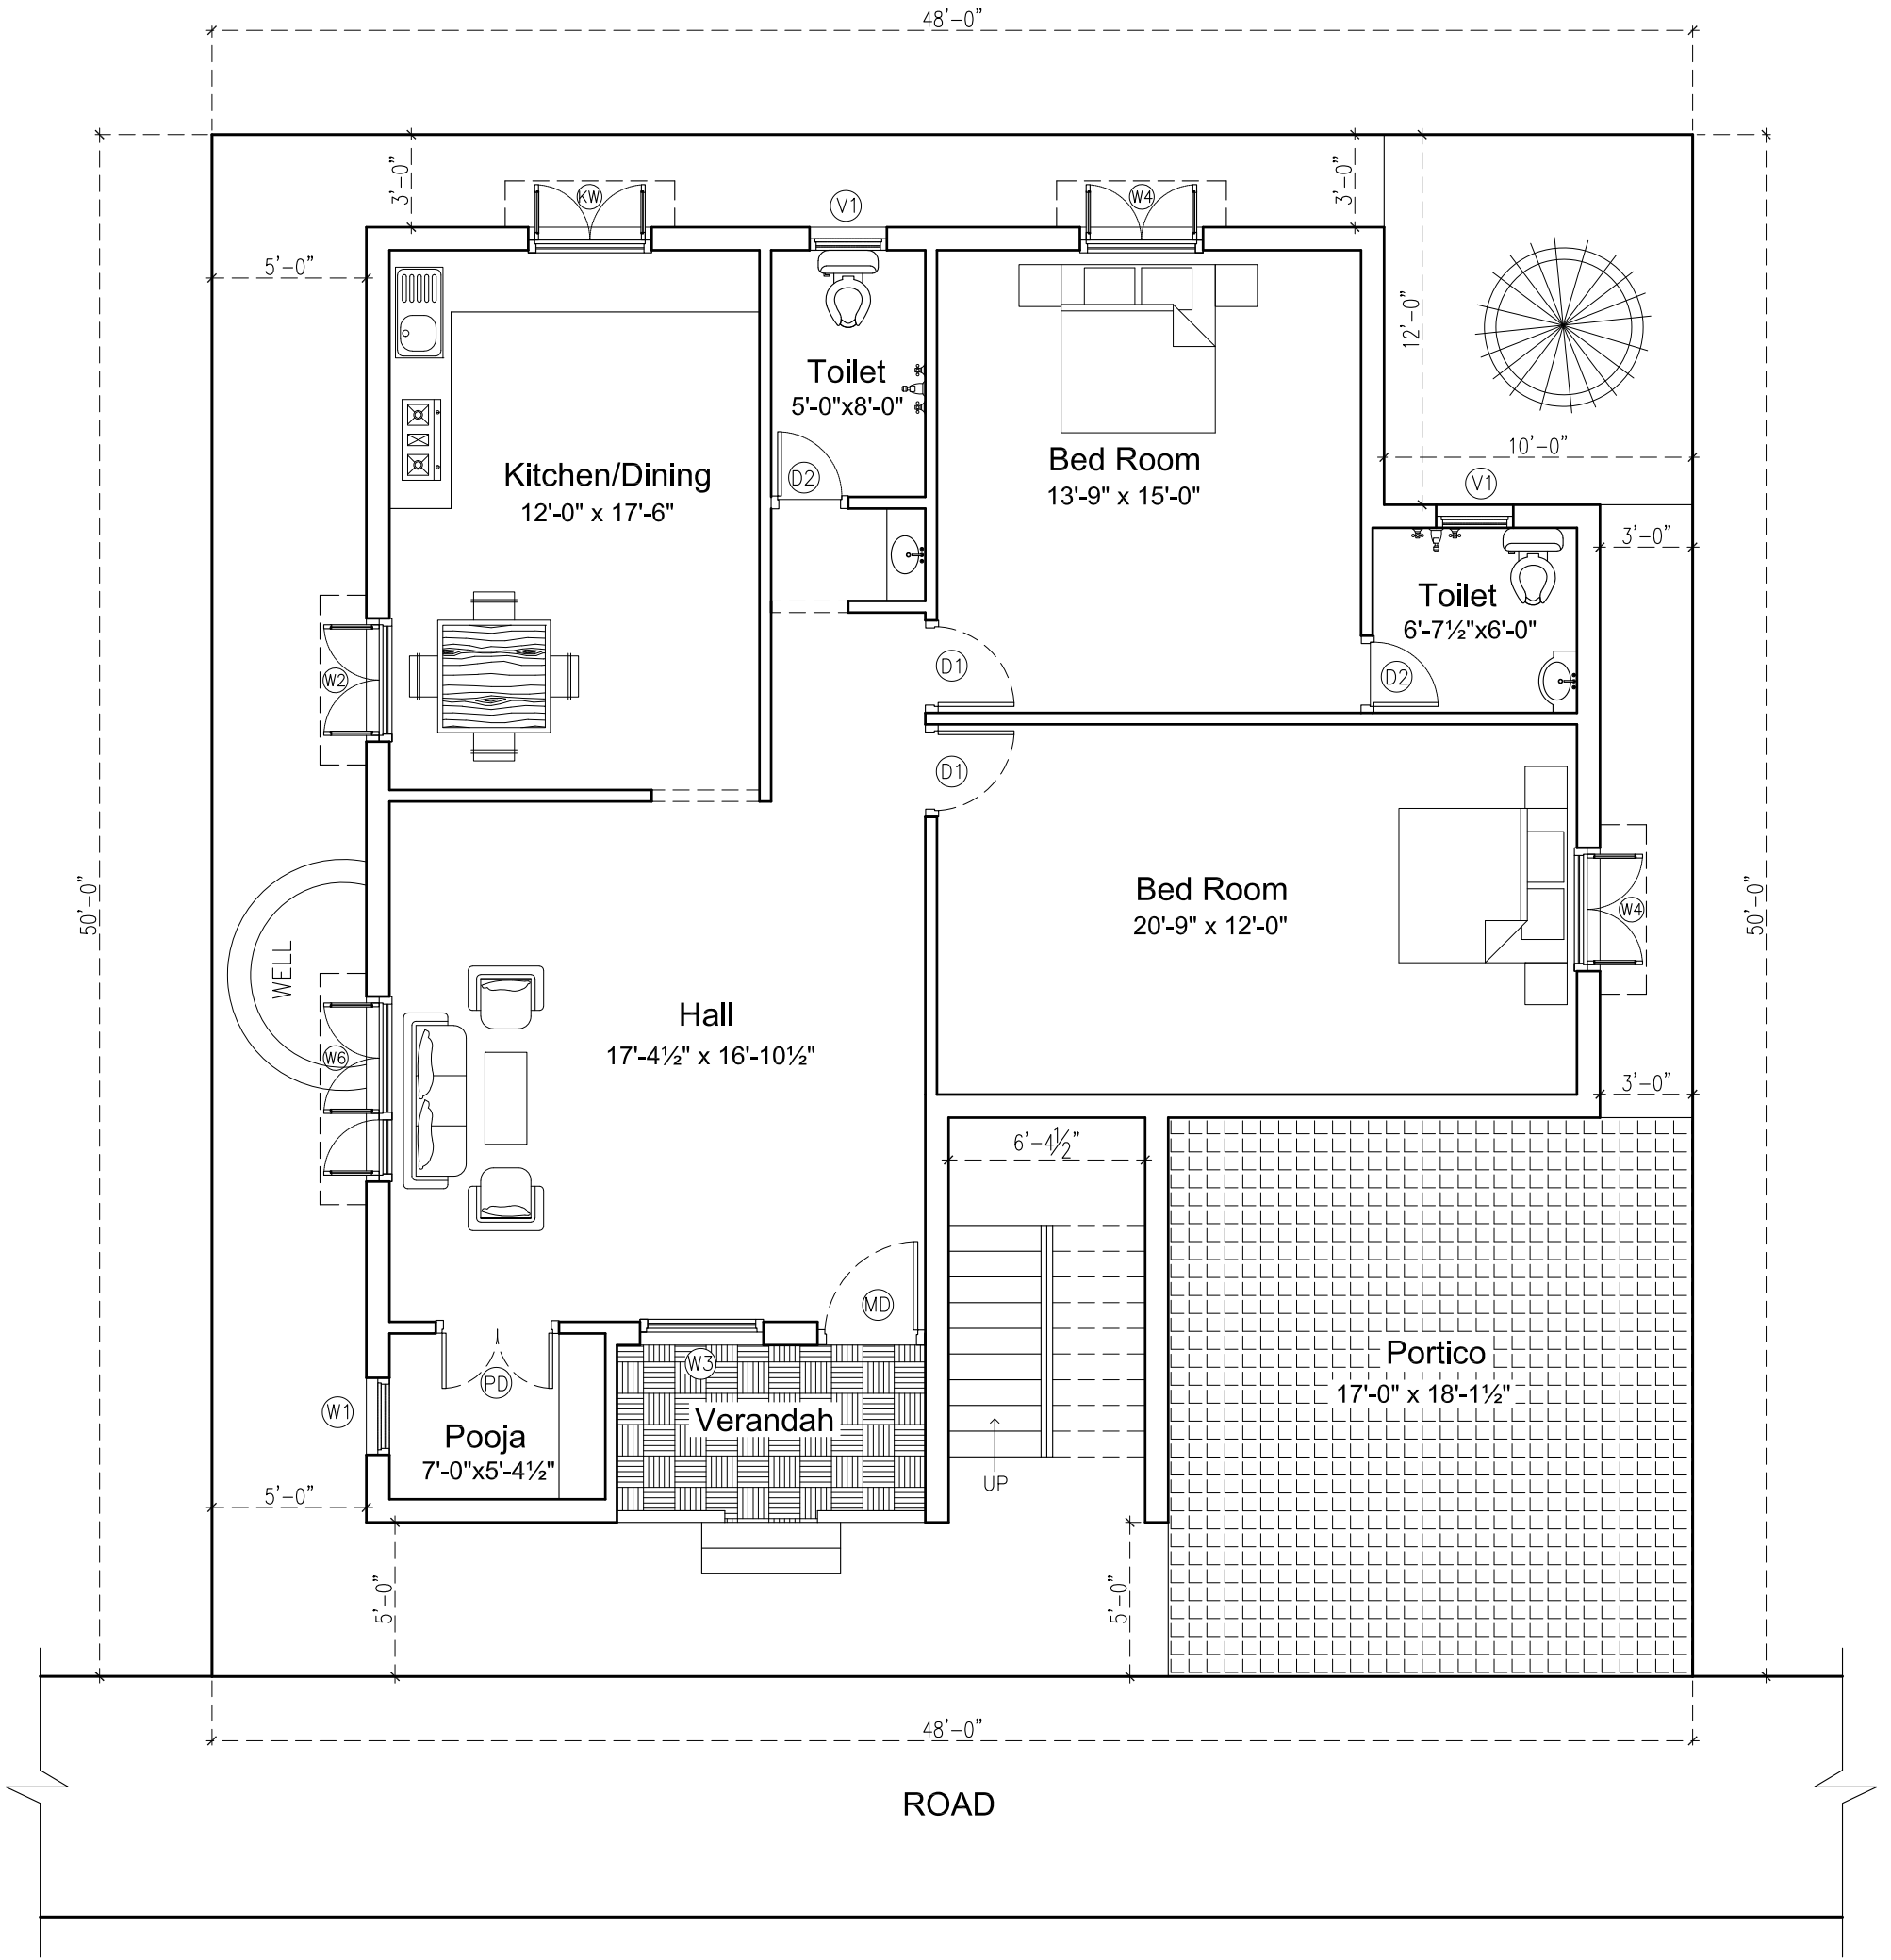 48'-0"
3'-0"
KW
V1
W4
3'-0"
5'-0"
12'-0"
Toilet
5'-0"x8'-0"
D2
Kitchen/Dining
12'-0" x 17'-6"
Bed Room
13'-9" x 15'-0"
10'-0"
V1
3'-0"
Toilet
6'-7½"x6'-0"
D2
W2
D1
D1
50'-0"
50'-0"
Bed Room
20'-9" x 12'-0"
W4
WELL
W6
Hall
17'-4½" x 16'-10½"
3'-0"
6'-4½"
MD
W3
PD
W1
Verandah
Pooja
7'-0"x5'-4½"
UP
Portico
17'-0" x 18'-1½"
5'-0"
5'-0"
5'-0"
48'-0"
ROAD